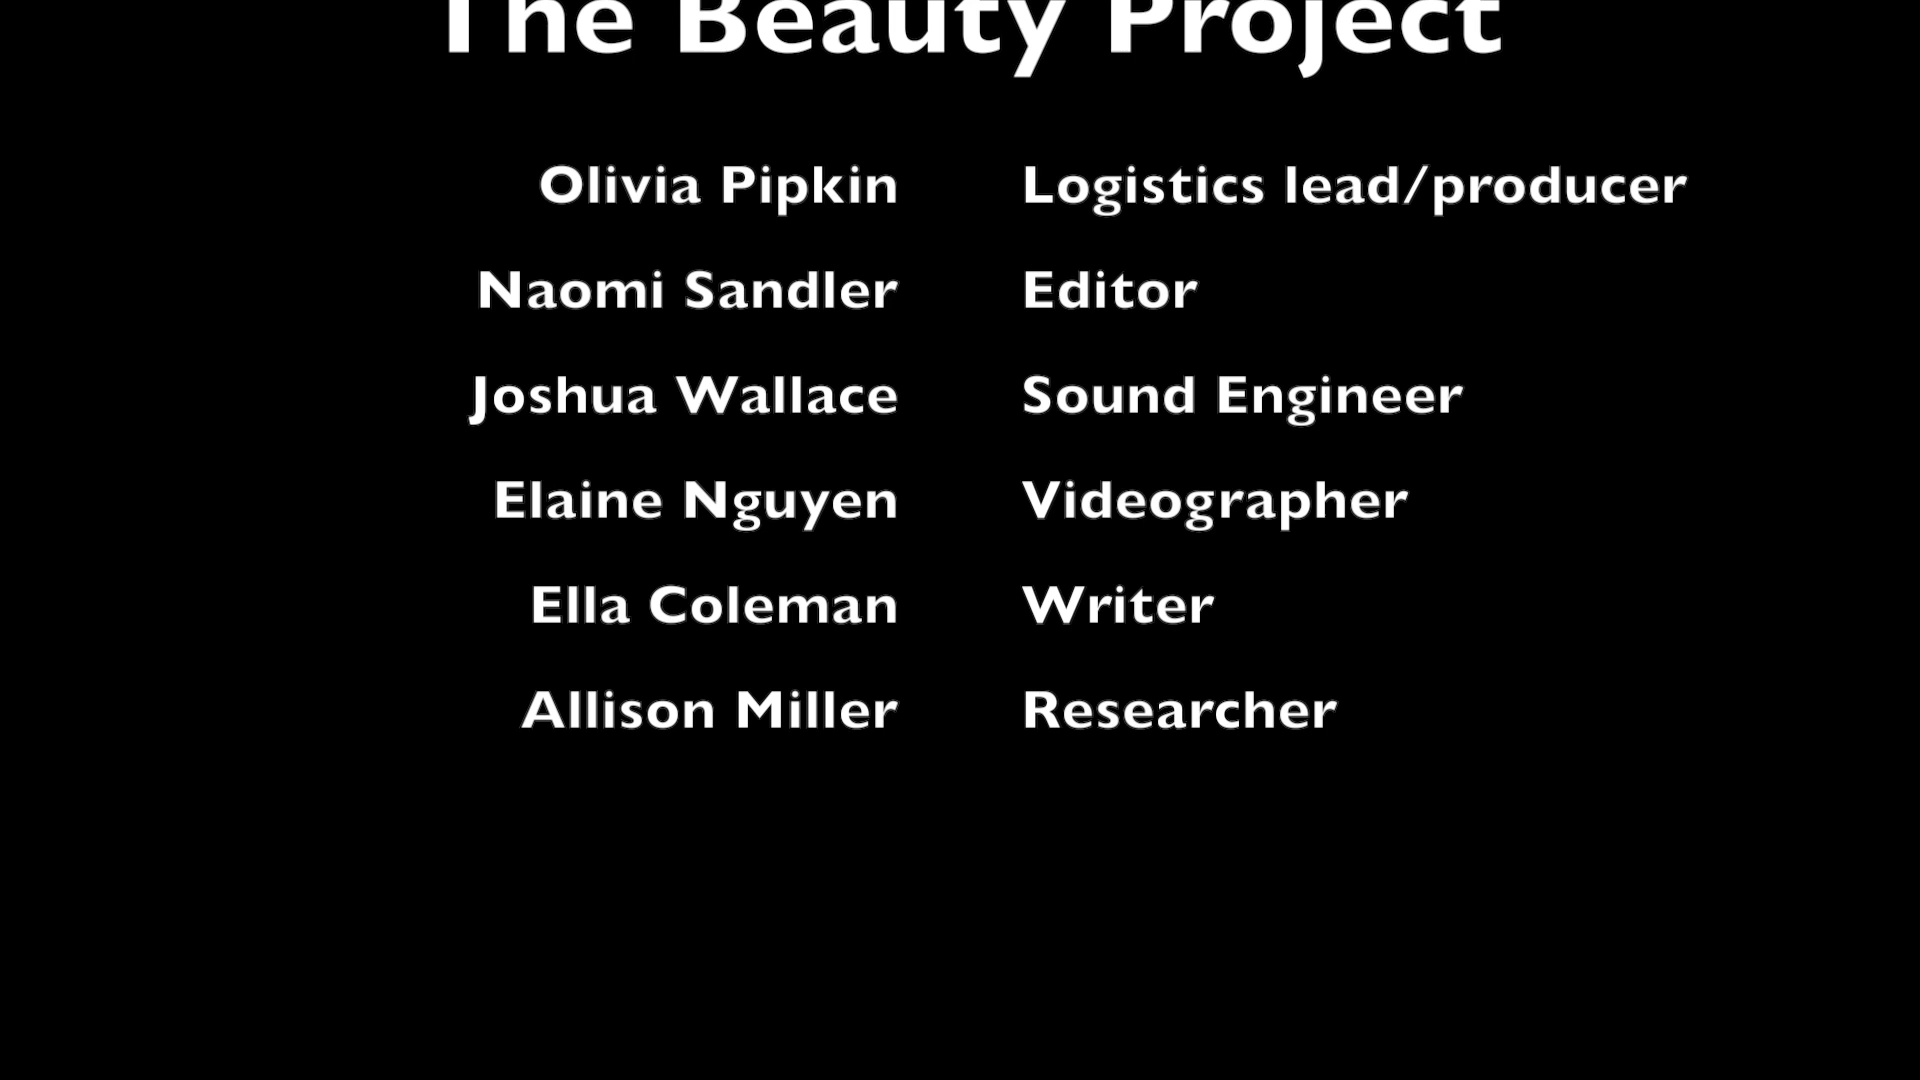 The Beauty Project
Olivia Pipkin Logistics lead/producer
Naomi Sandler Editor
Joshua Wallace Sound Engineer
Elaine Nguyen Videographer
Ella Coleman Writer
Allison Miller Researcher